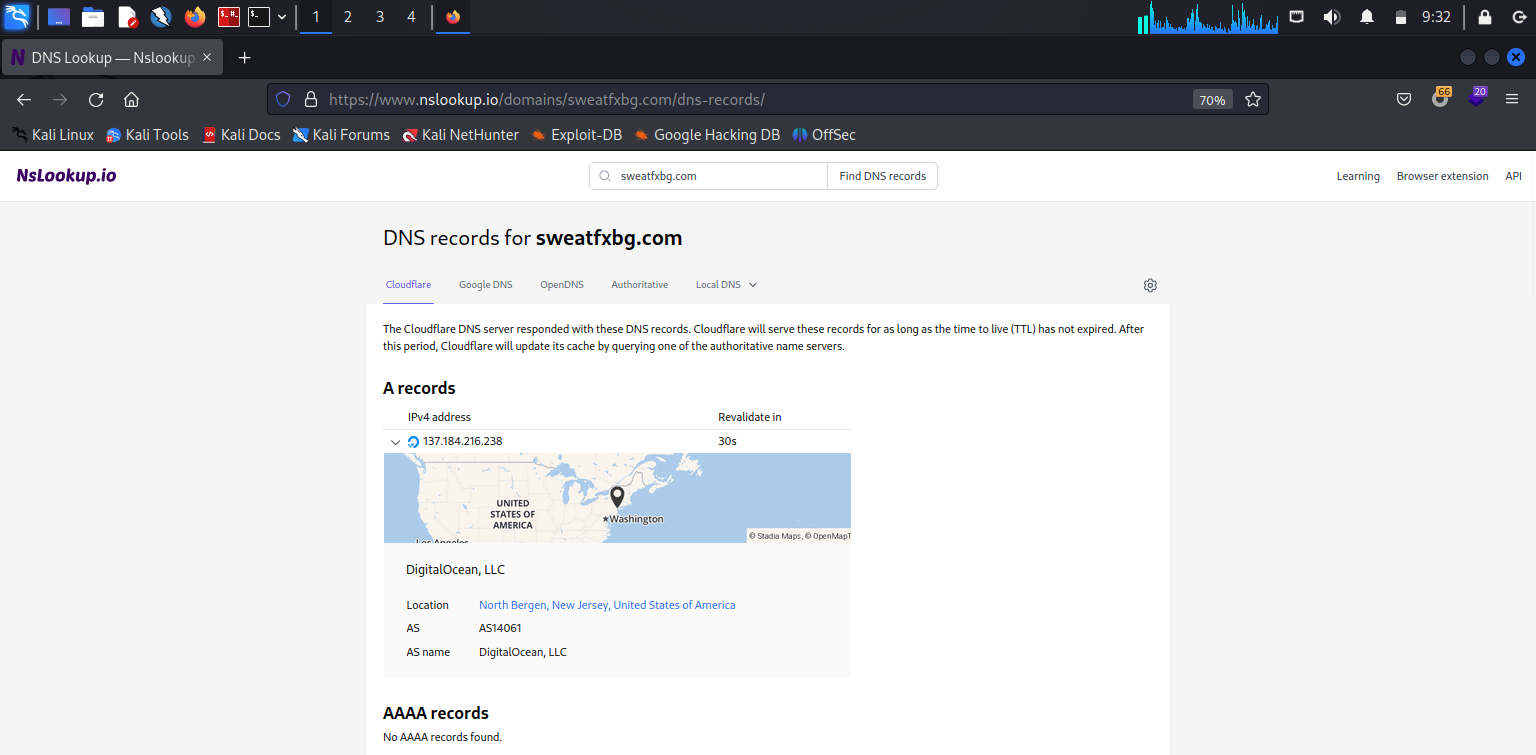 1 2 3 4 9:32
DNS Lookup — Nslookup.
https://www.nslookup.io/domains/sweatfxbg.com/dns-records/ 70% 66 20
Kali Linux Kali Tools Kali Docs Kali Forums Kali NetHunter Exploit-DB Google Hacking DB OffSec
NsLookup.io sweatfxbg.com Find DNS records Learning Browser extension API
DNS records for sweatfxbg.com
Cloudflare Google DNS OpenDNS Authoritative Local DNS
The Cloudflare DNS server responded with these DNS records. Cloudflare will serve these records for as long as the time to live (TTL) has not expired. After
this period, Cloudflare will update its cache by querying one of the authoritative name servers.
A records
IPv4 address Revalidate in
137.184.216.238 30s
UNITED
STATES OF
AMERICA
Washington
Los Angeles
© Stadia Maps, © OpenMapT
DigitalOcean, LLC
Location North Bergen, New Jersey, United States of America
AS AS14061
AS name DigitalOcean, LLC
AAAA records
No AAAA records found.